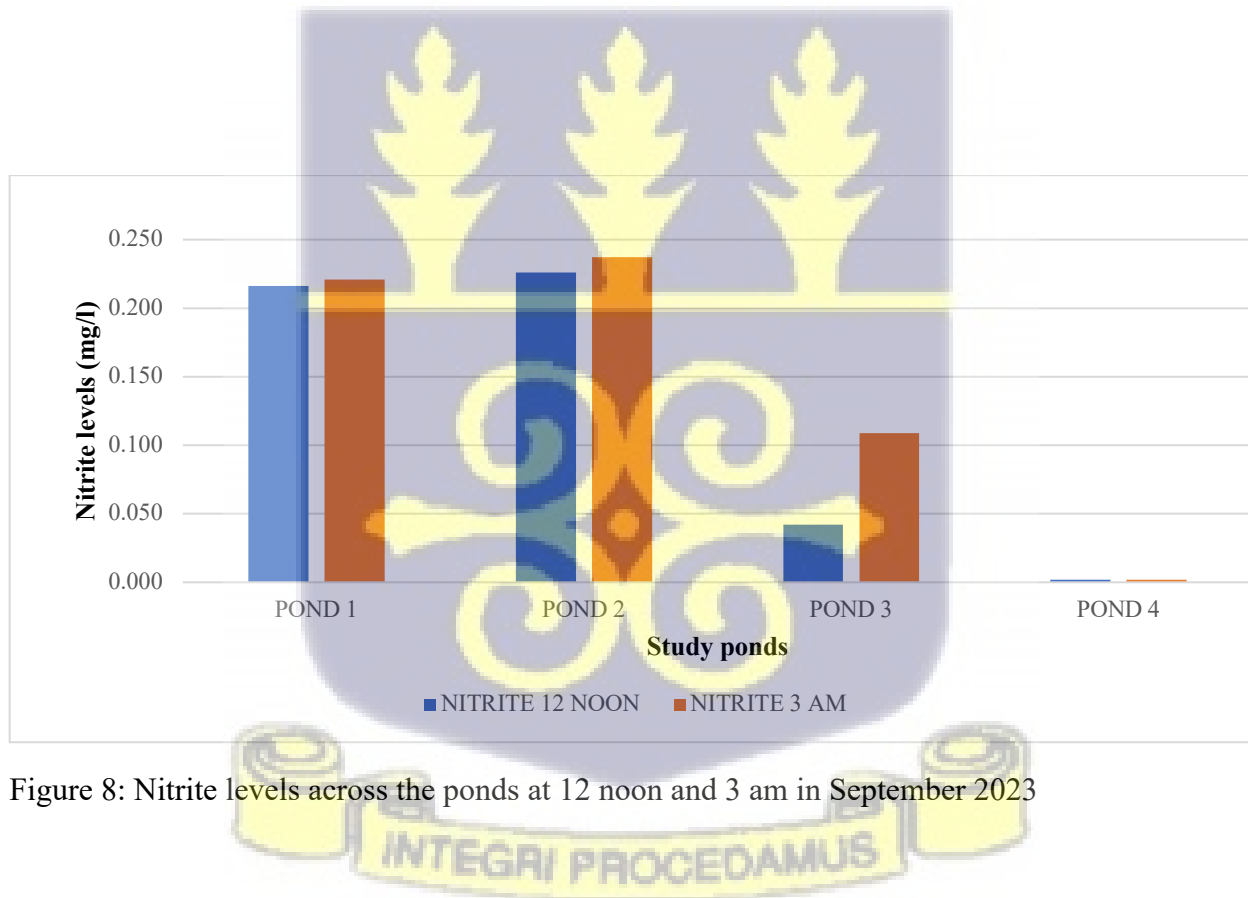 0.250
0.200
0.150
0.100
0.050
0.000
Nitrite levels (mg/l)
POND 1 POND 2 POND 3 POND 4
Study ponds
NITRITE 12 NOON NITRITE 3 AM
Figure 8: Nitrite levels across the ponds at 12 noon and 3 am in September 2023
INTEGRI PROCEDAMUS